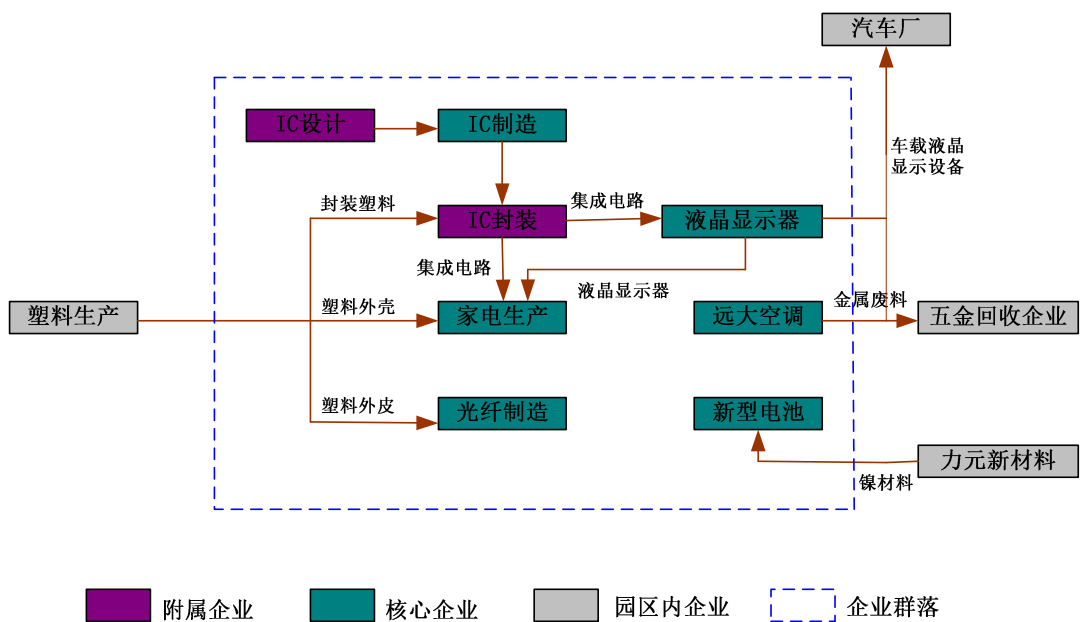 汽车厂
IC设计
IC制造
车载液晶
显示设备
封装塑料
IC封装
集成电路
液晶显示器
集成电路
液晶显示器
塑料生产
塑料外壳
家电生产
远大空调
金属废料
五金回收企业
塑料外皮
光纤制造
新型电池
力元新材料
镍材料
附属企业
核心企业
园区内企业
企业群落